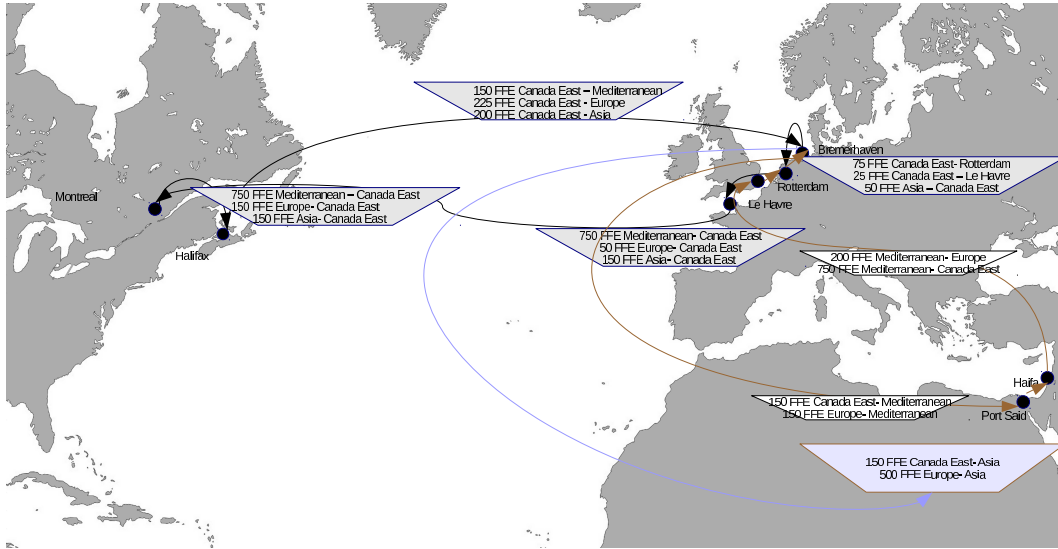 150 FFE Canada East – Mediterranean
225 FFE Canada East - Europe
200 FFE Canada East - Asia
Bremerhaven
75 FFE Canada East- Rotterdam
25 FFE Canada East – Le Havre
50 FFE Asia – Canada East
Rotterdam
Montreal
750 FFE Mediterranean – Canada East
150 FFE Europe- Canada East
150 FFE Asia- Canada East
Le Havre
Halifax
750 FFE Mediterranean- Canada East
50 FFE Europe- Canada East
150 FFE Asia- Canada East
200 FFE Mediterranean- Europe
750 FFE Mediterranean- Canada East
Haifa
150 FFE Canada East- Mediterranean
150 FFE Europe- Mediterranean
Port Said
150 FFE Canada East- Asia
500 FFE Europe- Asia